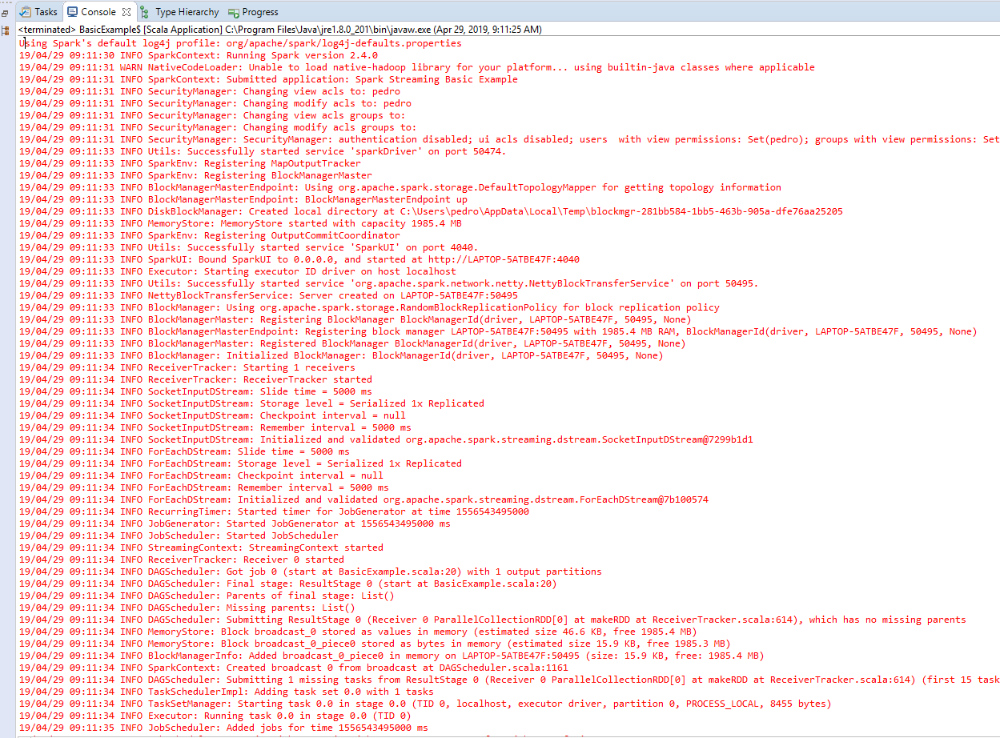 Tasks Console Type Hierarchy Progress
<terminated> BasicExample$ [Scala Application] C:\Program Files\Java\jre1.8.0_201\bin\javaw.exe (Apr 29, 2019, 9:11:25 AM)
Using Spark's default log4j profile: org/apache/spark/log4j-defaults.properties
19/04/29 09:11:30 INFO SparkContext: Running Spark version 2.4.0
19/04/29 09:11:31 WARN NativeCodeLoader: Unable to load native-hadoop library for your platform... using builtin-java classes where applicable
19/04/29 09:11:31 INFO SparkContext: Submitted application: Spark Streaming Basic Example
19/04/29 09:11:31 INFO SecurityManager: Changing view acls to: pedro
19/04/29 09:11:31 INFO SecurityManager: Changing modify acls to: pedro
19/04/29 09:11:31 INFO SecurityManager: Changing view acls groups to:
19/04/29 09:11:31 INFO SecurityManager: Changing modify acls groups to:
19/04/29 09:11:31 INFO SecurityManager: SecurityManager: authentication disabled; ui acls disabled; users  with view permissions: Set(pedro); groups with view permissions: Set
19/04/29 09:11:33 INFO Utils: Successfully started service 'sparkDriver' on port 50474.
19/04/29 09:11:33 INFO SparkEnv: Registering MapOutputTracker
19/04/29 09:11:33 INFO SparkEnv: Registering BlockManagerMaster
19/04/29 09:11:33 INFO BlockManagerMasterEndpoint: Using org.apache.spark.storage.DefaultTopologyMapper for getting topology information
19/04/29 09:11:33 INFO BlockManagerMasterEndpoint: BlockManagerMasterEndpoint up
19/04/29 09:11:33 INFO DiskBlockManager: Created local directory at C:\Users\pedro\AppData\Local\Temp\blockmgr-281bb584-1bb5-463b-905a-dfe76aa25205
19/04/29 09:11:33 INFO MemoryStore: MemoryStore started with capacity 1985.4 MB
19/04/29 09:11:33 INFO SparkEnv: Registering OutputCommitCoordinator
19/04/29 09:11:33 INFO Utils: Successfully started service 'SparkUI' on port 4040.
19/04/29 09:11:33 INFO SparkUI: Bound SparkUI to 0.0.0.0, and started at http://LAPTOP-5ATBE47F:4040
19/04/29 09:11:33 INFO Executor: Starting executor ID driver on host localhost
19/04/29 09:11:33 INFO Utils: Successfully started service 'org.apache.spark.network.netty.NettyBlockTransferService' on port 50495.
19/04/29 09:11:33 INFO NettyBlockTransferService: Server created on LAPTOP-5ATBE47F:50495
19/04/29 09:11:33 INFO BlockManager: Using org.apache.spark.storage.RandomBlockReplicationPolicy for block replication policy
19/04/29 09:11:33 INFO BlockManagerMaster: Registering BlockManager BlockManagerId(driver, LAPTOP-5ATBE47F, 50495, None)
19/04/29 09:11:33 INFO BlockManagerMasterEndpoint: Registering block manager LAPTOP-5ATBE47F:50495 with 1985.4 MB RAM, BlockManagerId(driver, LAPTOP-5ATBE47F, 50495, None)
19/04/29 09:11:33 INFO BlockManagerMaster: Registered BlockManager BlockManagerId(driver, LAPTOP-5ATBE47F, 50495, None)
19/04/29 09:11:33 INFO BlockManager: Initialized BlockManager: BlockManagerId(driver, LAPTOP-5ATBE47F, 50495, None)
19/04/29 09:11:34 INFO ReceiverTracker: Starting 1 receivers
19/04/29 09:11:34 INFO ReceiverTracker: ReceiverTracker started
19/04/29 09:11:34 INFO SocketInputDStream: Slide time = 5000 ms
19/04/29 09:11:34 INFO SocketInputDStream: Storage level = Serialized 1x Replicated
19/04/29 09:11:34 INFO SocketInputDStream: Checkpoint interval = null
19/04/29 09:11:34 INFO SocketInputDStream: Remember interval = 5000 ms
19/04/29 09:11:34 INFO SocketInputDStream: Initialized and validated org.apache.spark.streaming.dstream.SocketInputDStream@7299b1d1
19/04/29 09:11:34 INFO ForEachDStream: Slide time = 5000 ms
19/04/29 09:11:34 INFO ForEachDStream: Storage level = Serialized 1x Replicated
19/04/29 09:11:34 INFO ForEachDStream: Checkpoint interval = null
19/04/29 09:11:34 INFO ForEachDStream: Remember interval = 5000 ms
19/04/29 09:11:34 INFO ForEachDStream: Initialized and validated org.apache.spark.streaming.dstream.ForEachDStream@7b100574
19/04/29 09:11:34 INFO RecurringTimer: Started timer for JobGenerator at time 1556543495000
19/04/29 09:11:34 INFO JobGenerator: Started JobGenerator at 1556543495000 ms
19/04/29 09:11:34 INFO JobScheduler: Started JobScheduler
19/04/29 09:11:34 INFO StreamingContext: StreamingContext started
19/04/29 09:11:34 INFO ReceiverTracker: Receiver 0 started
19/04/29 09:11:34 INFO DAGScheduler: Got job 0 (start at BasicExample.scala:20) with 1 output partitions
19/04/29 09:11:34 INFO DAGScheduler: Final stage: ResultStage 0 (start at BasicExample.scala:20)
19/04/29 09:11:34 INFO DAGScheduler: Parents of final stage: List()
19/04/29 09:11:34 INFO DAGScheduler: Missing parents: List()
19/04/29 09:11:34 INFO DAGScheduler: Submitting ResultStage 0 (Receiver 0 ParallelCollectionRDD[0] at makeRDD at ReceiverTracker.scala:614), which has no missing parents
19/04/29 09:11:34 INFO MemoryStore: Block broadcast_0 stored as values in memory (estimated size 46.6 KB, free 1985.4 MB)
19/04/29 09:11:34 INFO MemoryStore: Block broadcast_0_piece0 stored as bytes in memory (estimated size 15.9 KB, free 1985.3 MB)
19/04/29 09:11:34 INFO BlockManagerInfo: Added broadcast_0_piece0 in memory on LAPTOP-5ATBE47F:50495 (size: 15.9 KB, free: 1985.4 MB)
19/04/29 09:11:34 INFO SparkContext: Created broadcast 0 from broadcast at DAGScheduler.scala:1161
19/04/29 09:11:34 INFO DAGScheduler: Submitting 1 missing tasks from ResultStage 0 (Receiver 0 ParallelCollectionRDD[0] at makeRDD at ReceiverTracker.scala:614) (first 15 task
19/04/29 09:11:34 INFO TaskSchedulerImpl: Adding task set 0.0 with 1 tasks
19/04/29 09:11:34 INFO TaskSetManager: Starting task 0.0 in stage 0.0 (TID 0, localhost, executor driver, partition 0, PROCESS_LOCAL, 8455 bytes)
19/04/29 09:11:34 INFO Executor: Running task 0.0 in stage 0.0 (TID 0)
19/04/29 09:11:35 INFO JobScheduler: Added jobs for time 1556543495000 ms